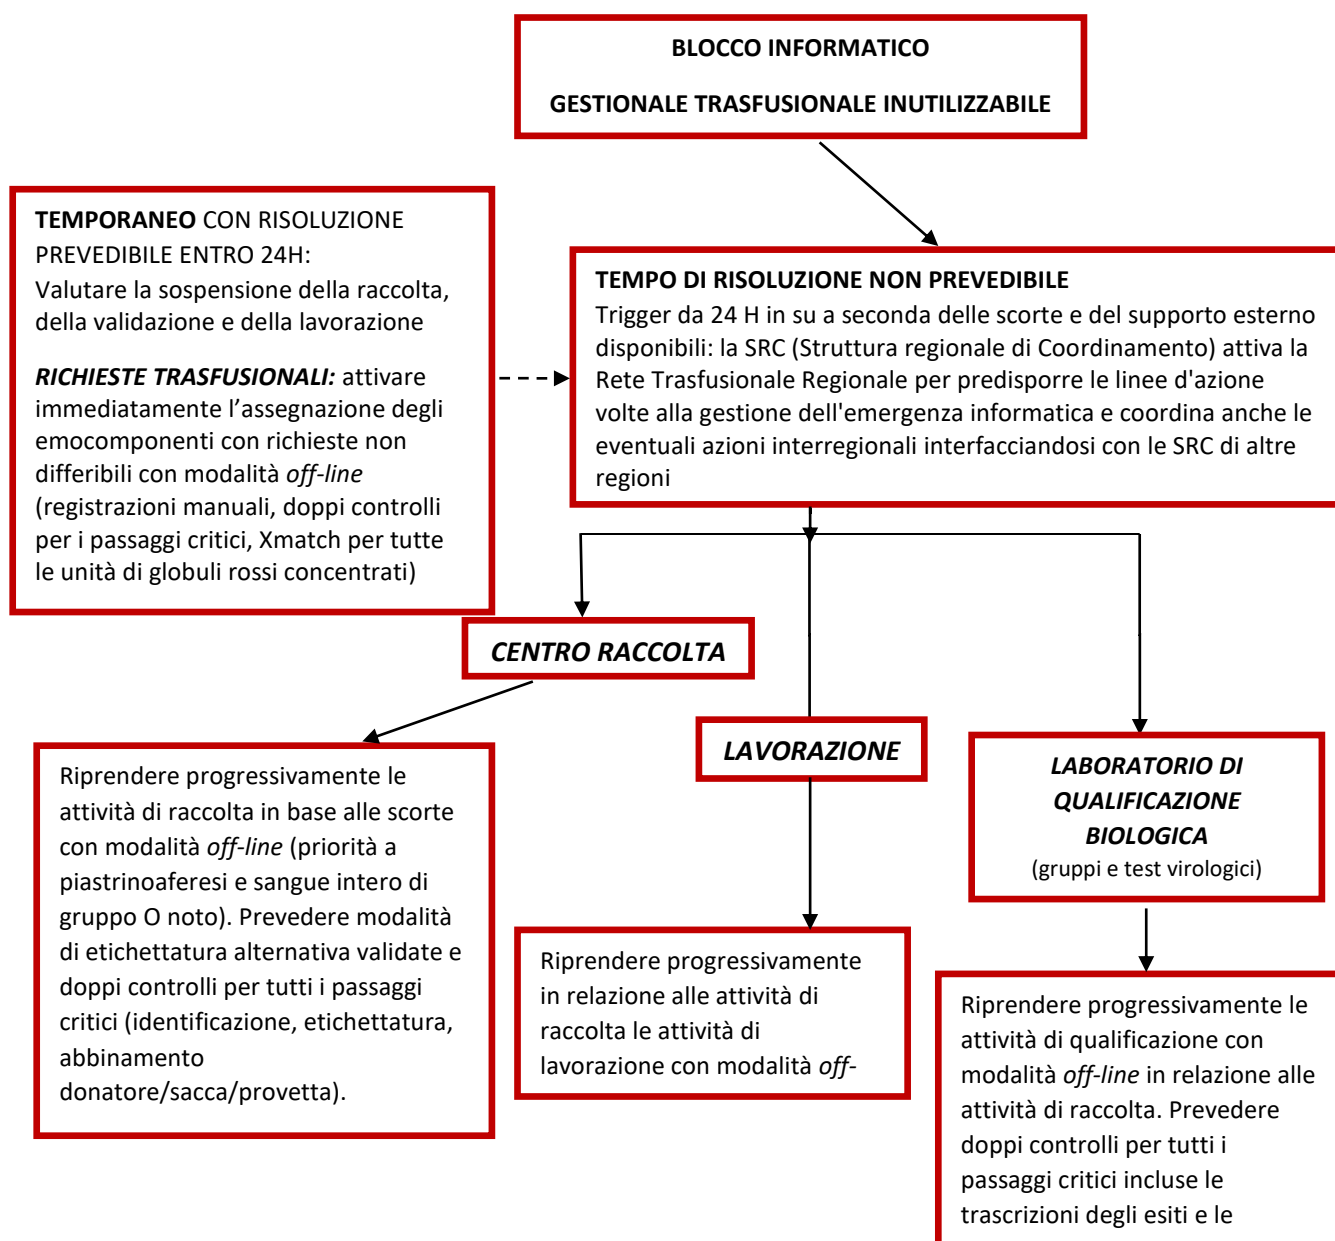 BLOCCO INFORMATICO
GESTIONALE TRASFUSIONALE INUTILIZZABILE
TEMPORANEO CON RISOLUZIONE
PREVEDIBILE ENTRO 24H:
Valutare la sospensione della raccolta,
della validazione e della lavorazione
RICHIESTE TRASFUSIONALI: attivare
immediatamente l’assegnazione degli
emocomponenti con richieste non
differibili con modalità off-line
(registrazioni manuali, doppi controlli
per i passaggi critici, Xmatch per tutte
le unità di globuli rossi concentrati)
TEMPO DI RISOLUZIONE NON PREVEDIBILE
Trigger da 24 H in su a seconda delle scorte e del supporto esterno
disponibili: la SRC (Struttura regionale di Coordinamento) attiva la
Rete Trasfusionale Regionale per predisporre le linee d'azione
volte alla gestione dell'emergenza informatica e coordina anche le
eventuali azioni interregionali interfacciandosi con le SRC di altre
regioni
CENTRO RACCOLTA
Riprendere progressivamente le
attività di raccolta in base alle scorte
con modalità off-line (priorità a
piastrinoaferesi e sangue intero di
gruppo O noto). Prevedere modalità
di etichettatura alternativa validate e
doppi controlli per tutti i passaggi
critici (identificazione, etichettatura,
abbinamento
donatore/sacca/provetta).
LAVORAZIONE
Riprendere progressivamente
in relazione alle attività di
raccolta le attività di
lavorazione con modalità off-
LABORATORIO DI
QUALIFICAZIONE
BIOLOGICA
(gruppi e test virologici)
Riprendere progressivamente le
attività di qualificazione con
modalità off-line in relazione alle
attività di raccolta. Prevedere
doppi controlli per tutti i
passaggi critici incluse le
trascrizioni degli esiti e le